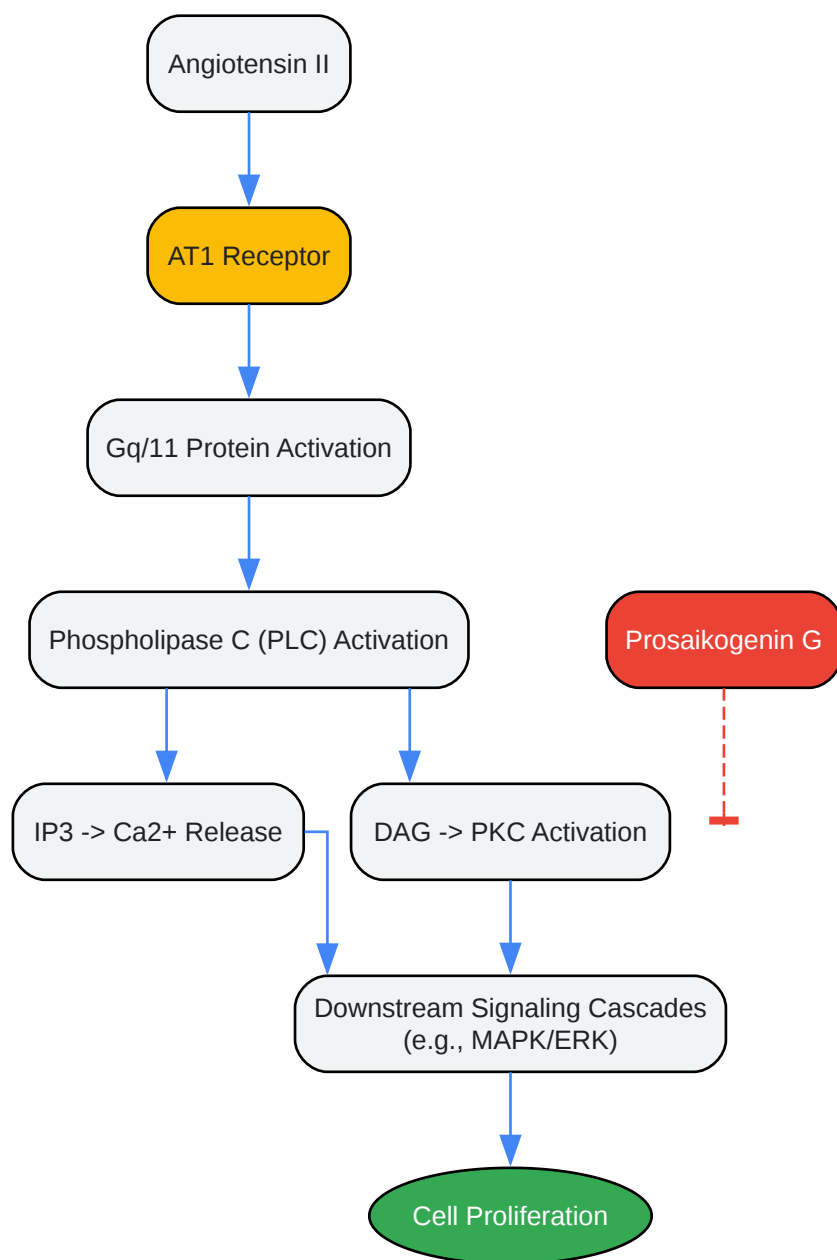 Angiotensin II
AT1 Receptor
Gq/11 Protein Activation
Phospholipase C (PLC) Activation
Prosaikogenin G
IP3 -> Ca2+ Release
DAG -> PKC Activation
Downstream Signaling Cascades
(e.g., MAPK/ERK)
Cell Proliferation